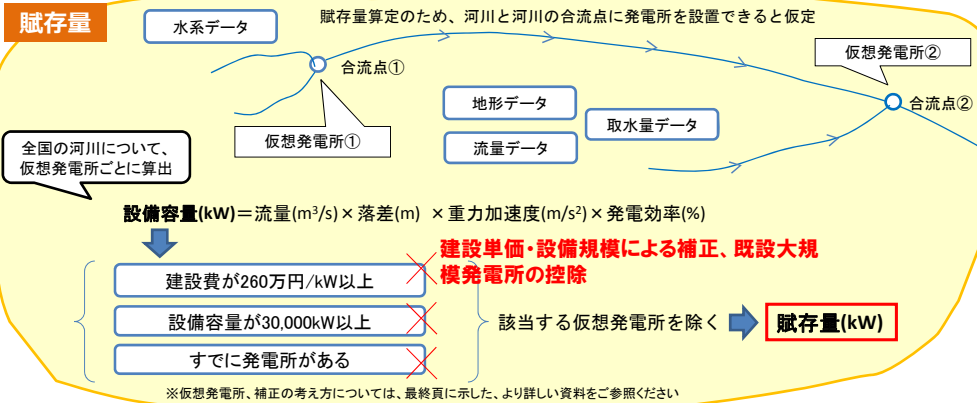 賦存量
水系データ
賦存量算定のため、河川と河川の合流点に発電所を設置できると仮定
合流点①
仮想発電所①
仮想発電所②
合流点②
地形データ
取水量データ
流量データ
全国の河川について、
仮想発電所ごとに算出
設備容量(kW)＝流量(m³/s)×落差(m) ×重力加速度(m/s²)×発電効率(%)
建設単価・設備規模による補正、既設大規
模発電所の控除
建設費が260万円/kW以上
設備容量が30,000kW以上
すでに発電所がある
該当する仮想発電所を除く
賦存量(kW)
※仮想発電所、補正の考え方については、最終頁に示した、より詳しい資料をご参照ください